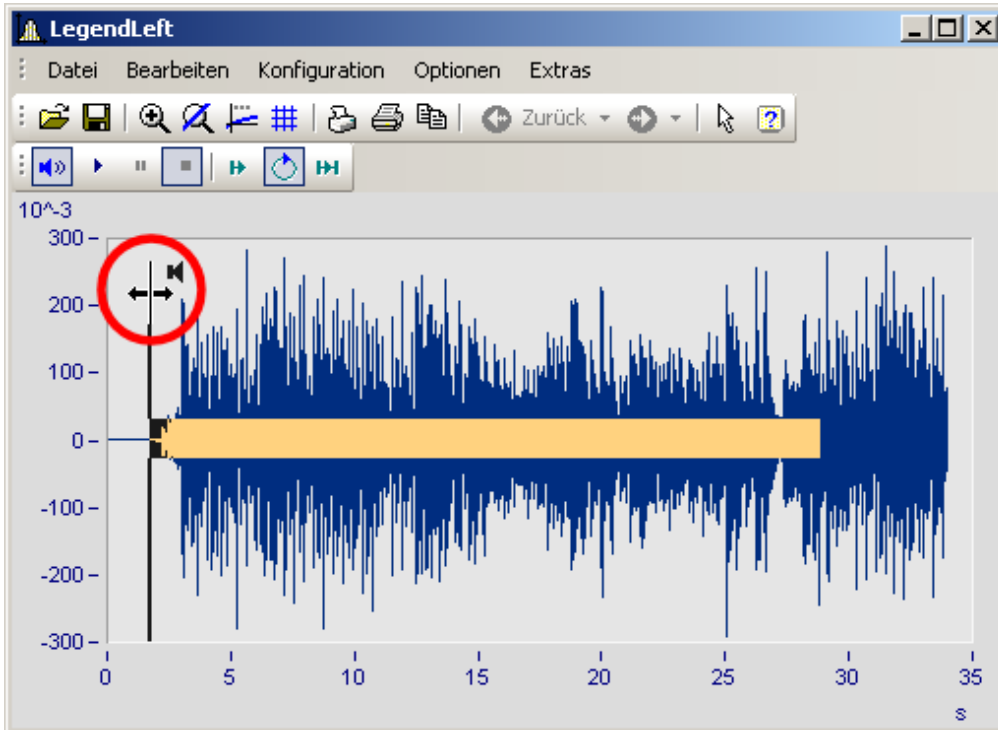 LegendLeft
Datei Bearbeiten Konfiguration Optionen Extras
Zurück
10^-3
300
200
100
0
-100
-200
-300
0 5 10 15 20 25 30 35
s